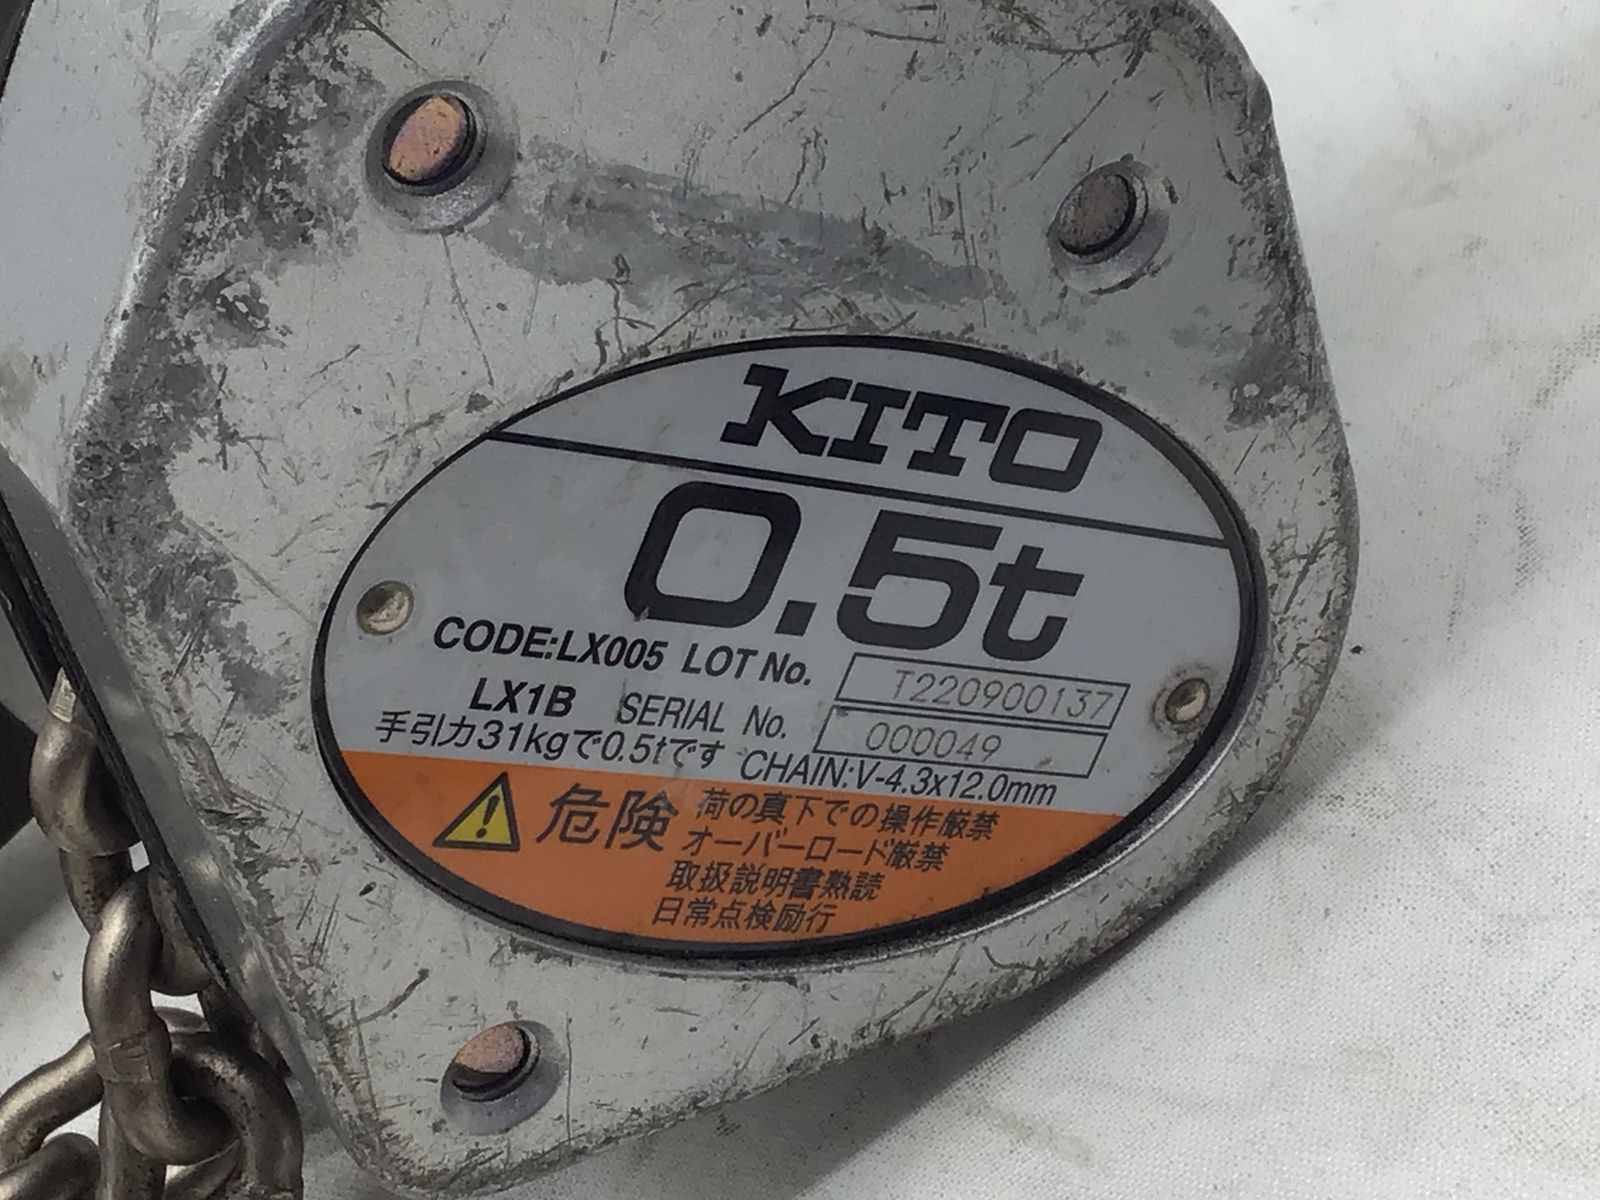 KITO
0.5t
CODE:LX005 LOT No. T220900137
LX1B SERIAL No. 000049
手引力31kgで0.5tです CHAIN:V-4.3x12.0mm
危険
荷の真下での操作厳禁
オーバーロード厳禁
取扱説明書熟読
日常点検励行